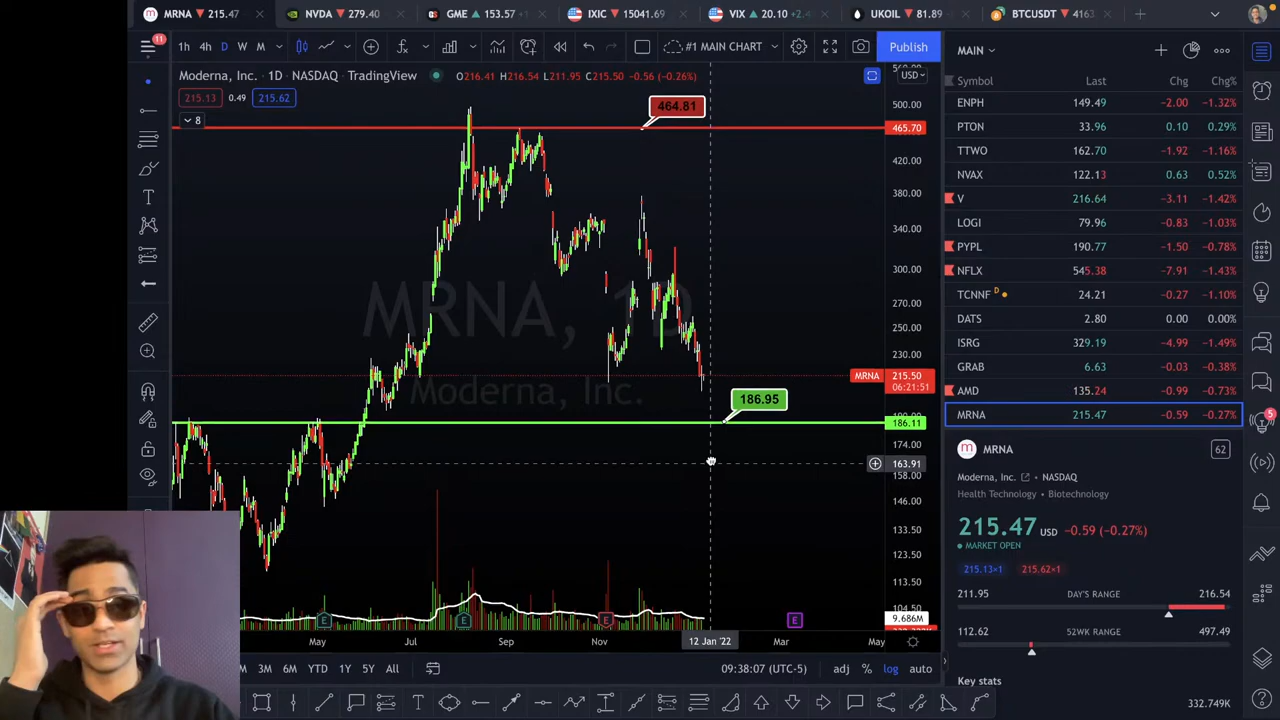 MRNA ▼ 215.47
NVDA ▼ 279.40
GME ▲ 153.57
IXIC ▼ 15041.69
VIX ▲ 20.10
UKOIL ▼ 81.89
BTCUSDT ▼ 4163
11
1h 4h D W M
#1 MAIN CHART
Publish
MAIN
Moderna, Inc. · 1D · NASDAQ · TradingView
O216.41 H216.54 L211.95 C215.50 -0.56 (-0.26%)
USD
215.13 0.49 215.62
8
Symbol Last Chg Chg%
ENPH 149.49 -2.00 -1.32%
PTON 33.96 0.10 0.29%
TTWO 162.70 -1.92 -1.16%
NVAX 122.13 0.63 0.52%
V 216.64 -3.11 -1.42%
LOGI 79.96 -0.83 -1.03%
PYPL 190.77 -1.50 -0.78%
NFLX 545.38 -7.91 -1.43%
TCNNF D 24.21 -0.27 -1.10%
DATS 2.80 0.00 0.00%
ISRG 329.19 -4.99 -1.49%
GRAB 6.63 -0.03 -0.38%
AMD 135.24 -0.99 -0.73%
MRNA 215.47 -0.59 -0.27%
464.81
186.95
MRNA, 1D
Moderna, Inc.
500.00
465.70
420.00
380.00
340.00
300.00
270.00
250.00
230.00
MRNA 215.50
06:21:51
186.11
174.00
163.91
158.00
146.00
133.50
123.50
113.50
104.50
9.686M
E
E
E
E
May Jul Sep Nov 12 Jan '22 Mar May
3M 6M YTD 1Y 5Y All
09:38:07 (UTC-5)
adj % log auto
MRNA
62
Moderna, Inc. · NASDAQ
Health Technology · Biotechnology
215.47 USD -0.59 (-0.27%)
MARKET OPEN
215.13×1 215.62×1
211.95 DAY'S RANGE 216.54
112.62 52WK RANGE 497.49
Key stats
332.749K
5